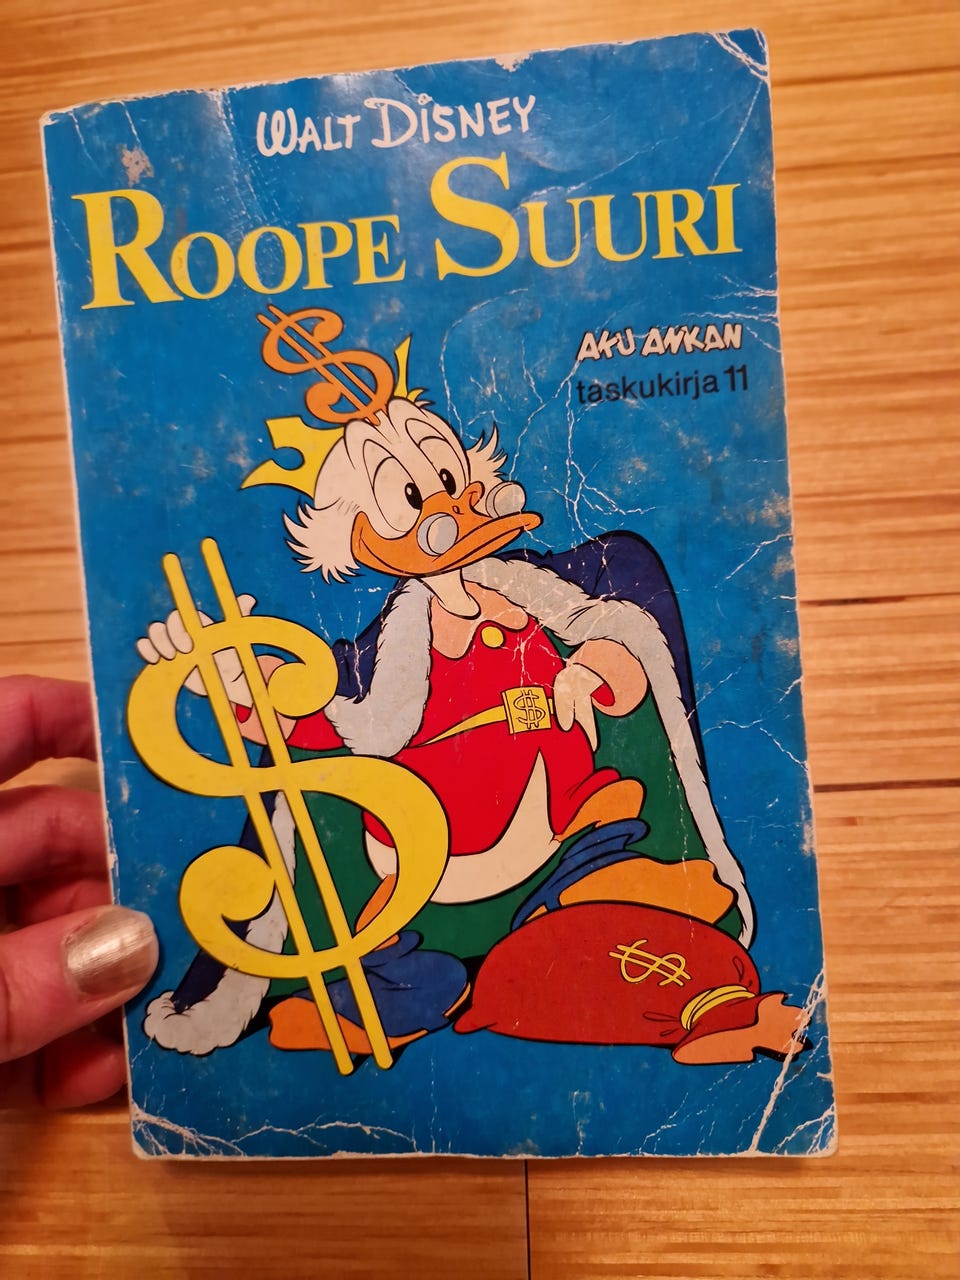 WALT DISNEY
ROOPE SUURI
AKU ANKAN
taskukirja 11
$
$
$
$